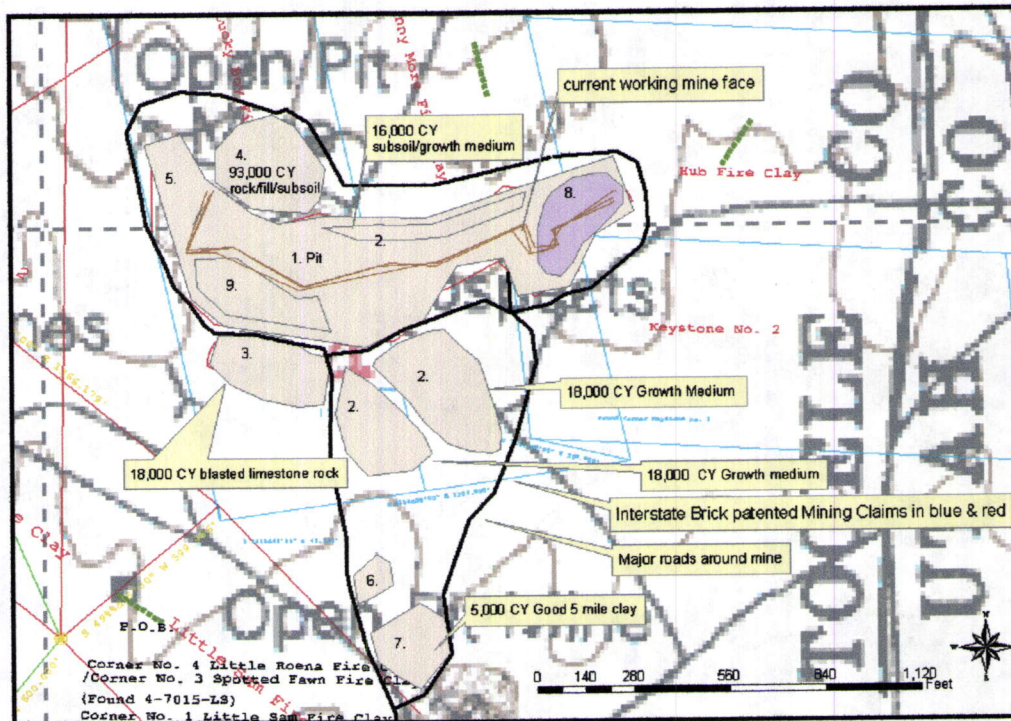 Open Pit
current working mine face
16,000 CY
subsoil/growth medium
4.
93,000 CY
rock/fill/subsoil
5.
8.
Hub Fire Clay
2.
1. Pit
9.
Keystone No. 2
3.
2.
2.
18,000 CY Growth Medium
18,000 CY blasted limestone rock
18,000 CY Growth medium
Interstate Brick patented Mining Claims in blue & red
Major roads around mine
6.
5,000 CY Good 5 mile clay
7.
Open
P.O.B.
Little Sam Fi
Corner No. 4 Little Roena Fire
/Corner No. 3 Spotted Fawn Fire Cla
(Found 4-7015-LS)
Corner No. 1 Little Sam Fire Clay
0 140 280 560 840 1,120
Feet
TOOELE CO
UTAH CO